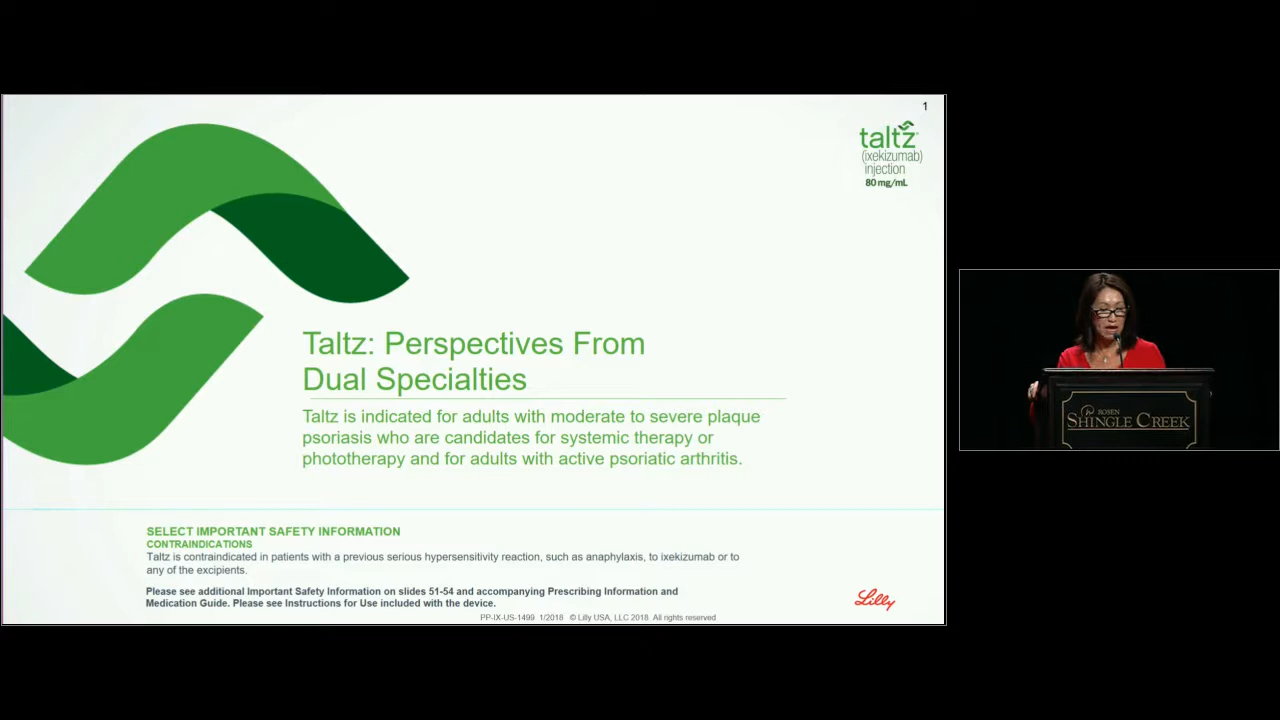 1
taltz
(ixekizumab)
injection
80 mg/mL
Taltz: Perspectives From
Dual Specialties
Taltz is indicated for adults with moderate to severe plaque
psoriasis who are candidates for systemic therapy or
phototherapy and for adults with active psoriatic arthritis.
SELECT IMPORTANT SAFETY INFORMATION
CONTRAINDICATIONS
Taltz is contraindicated in patients with a previous serious hypersensitivity reaction, such as anaphylaxis, to ixekizumab or to
any of the excipients.
Please see additional Important Safety Information on slides 51-54 and accompanying Prescribing Information and
Medication Guide. Please see Instructions for Use included with the device.
Lilly
PP-IX-US-1499 1/2018 © Lilly USA, LLC 2018. All rights reserved
ROSEN
SHINGLE CREEK